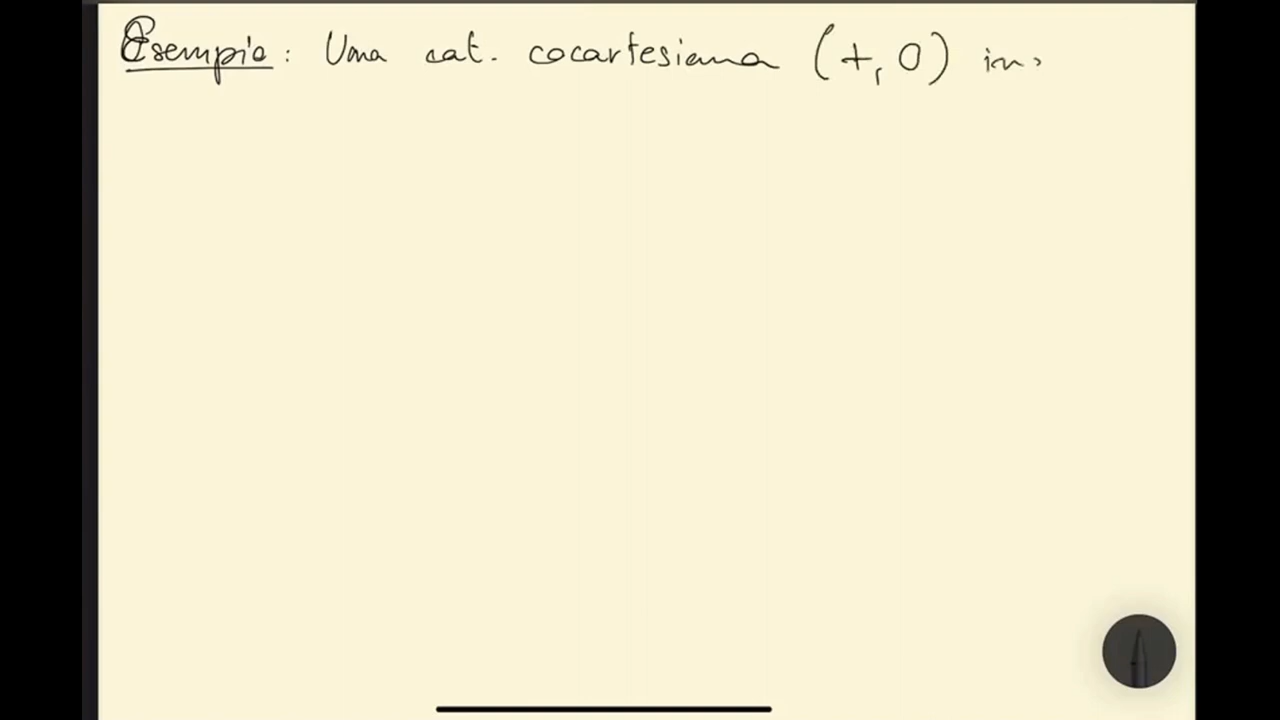 Esempio: Una cat. cocartesiana (+, 0) in